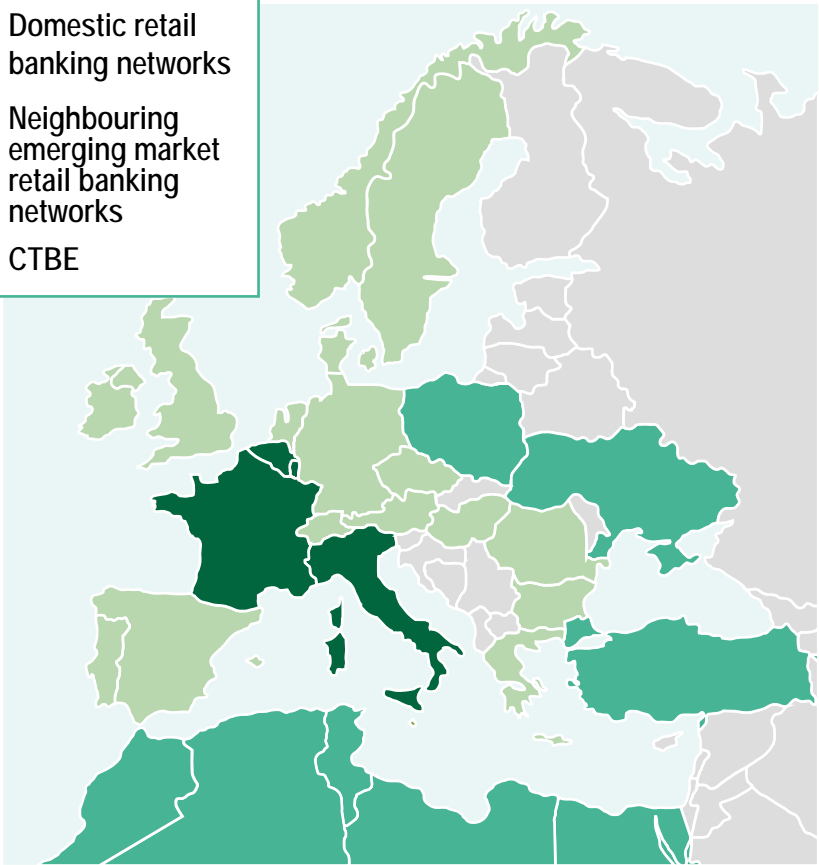 Domestic retail
banking networks
Neighbouring
emerging market
retail banking
networks
CTBE